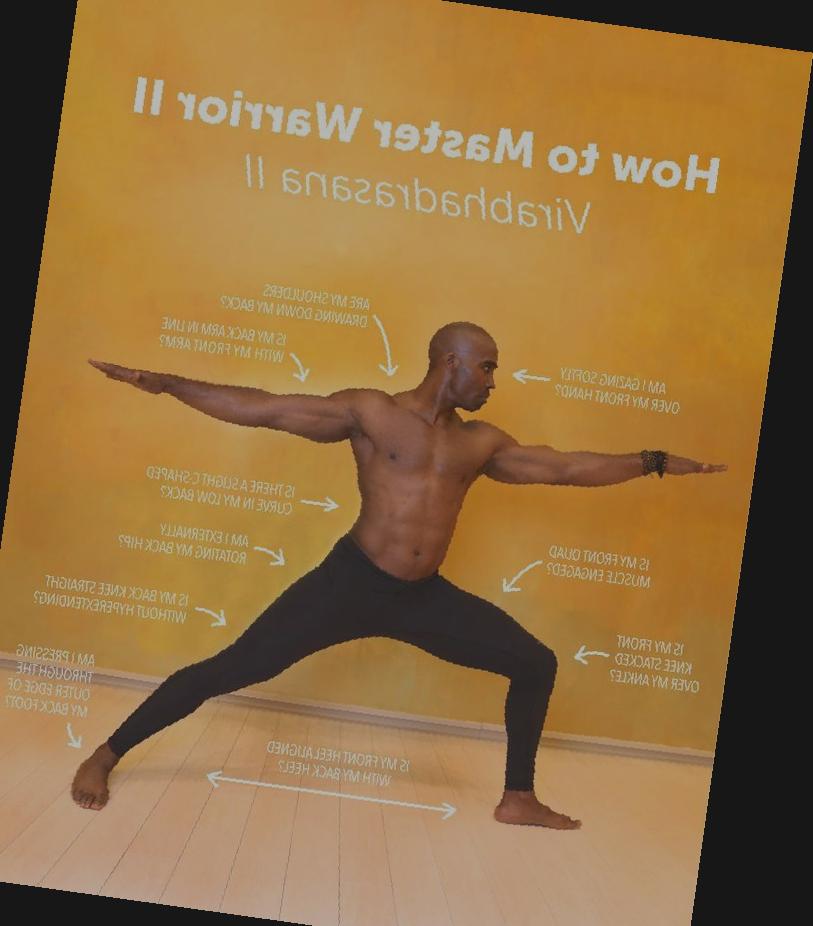 How to Master Warrior II
Virabhadrasana II
ARE MY SHOULDERS
DRAWING DOWN MY BACK?
IS MY BACK ARM IN LINE
WITH MY FRONT ARM?
AM I GAZING SOFTLY
OVER MY FRONT HAND?
IS THERE A SLIGHT C-SHAPED
CURVE IN MY LOW BACK?
AM I EXTERNALLY
ROTATING MY BACK HIP?
IS MY FRONT QUAD
MUSCLE ENGAGED?
IS MY BACK KNEE STRAIGHT
WITHOUT HYPEREXTENDING?
IS MY FRONT
KNEE STACKED
OVER MY ANKLE?
AM I PRESSING
THROUGH THE
OUTER EDGE OF
MY BACK FOOT?
IS MY FRONT HEEL ALIGNED
WITH MY BACK HEEL?